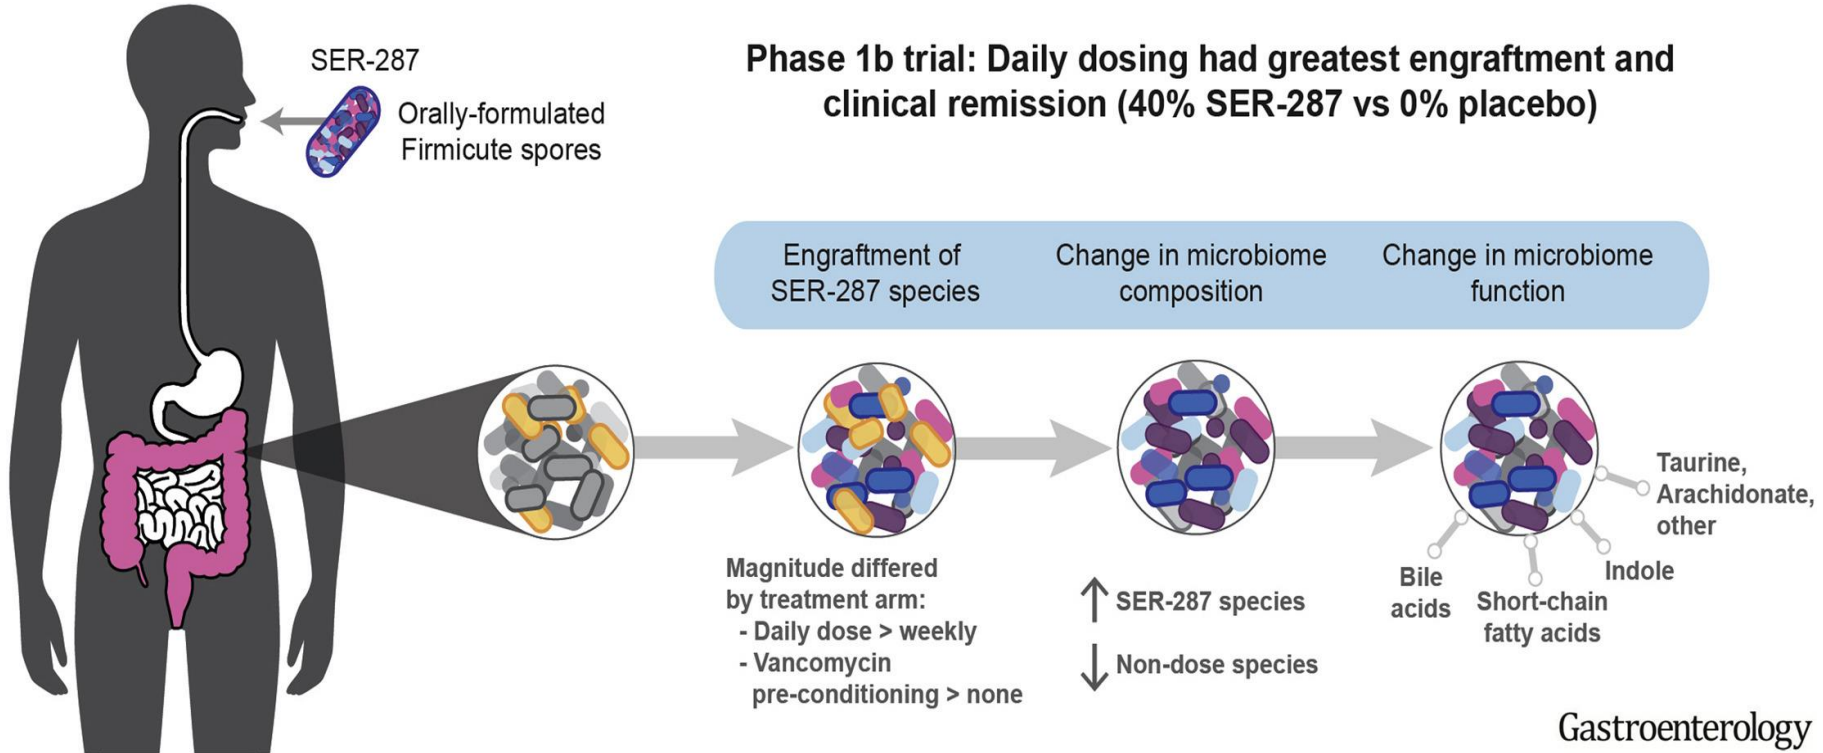 SER-287
Orally-formulated
Firmicute spores
Phase 1b trial: Daily dosing had greatest engraftment and
clinical remission (40% SER-287 vs 0% placebo)
Engraftment of
SER-287 species
Change in microbiome
composition
Change in microbiome
function
Magnitude differed
by treatment arm:
- Daily dose > weekly
- Vancomycin
pre-conditioning > none
↑ SER-287 species
↓ Non-dose species
Bile
acids
Short-chain
fatty acids
Indole
Taurine,
Arachidonate,
other
Gastroenterology